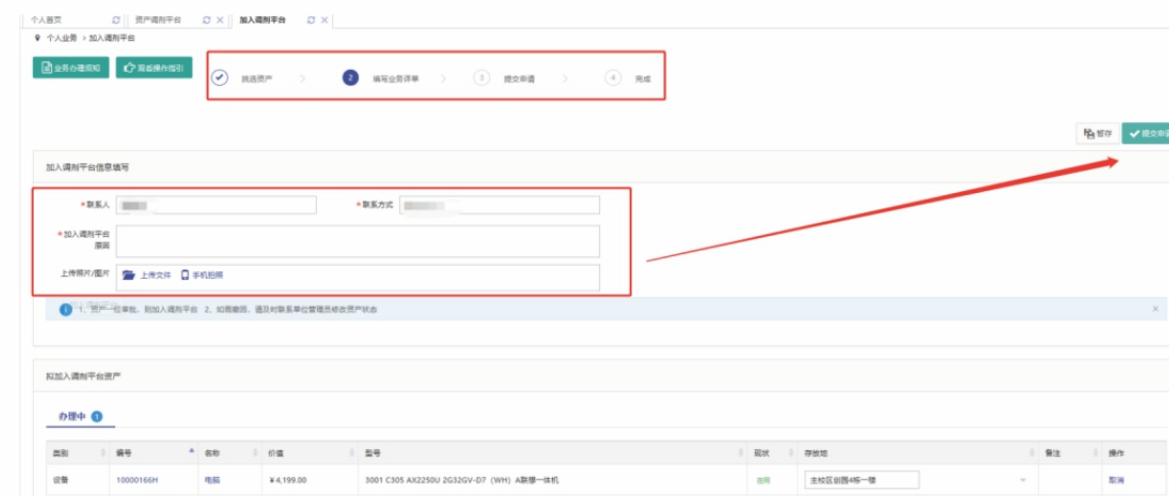 个人首页 资产调剂平台 加入调剂平台
个人业务 > 加入调剂平台
业务办理须知 观看操作指引
挑选资产 > 2 编写业务详单 > 3 提交申请 > 4 完成
暂存 提交申请
加入调剂平台信息填写
*联系人 *联系方式
*加入调剂平台
原因
上传照片/图片 上传文件 手机拍照
1、资产一位审批，则加入调剂平台 2、如需撤回，请及时联系单位管理员修改资产状态
拟加入调剂平台资产
办理中 1
类别 编号 名称 价值 型号 现状 存放地 备注 操作
设备 10000166H 电脑 ￥4,199.00 3001 C305 AX2250U 2G32GV-D7（WH）A联想一体机 在用 主校区创园4栋一楼 取消